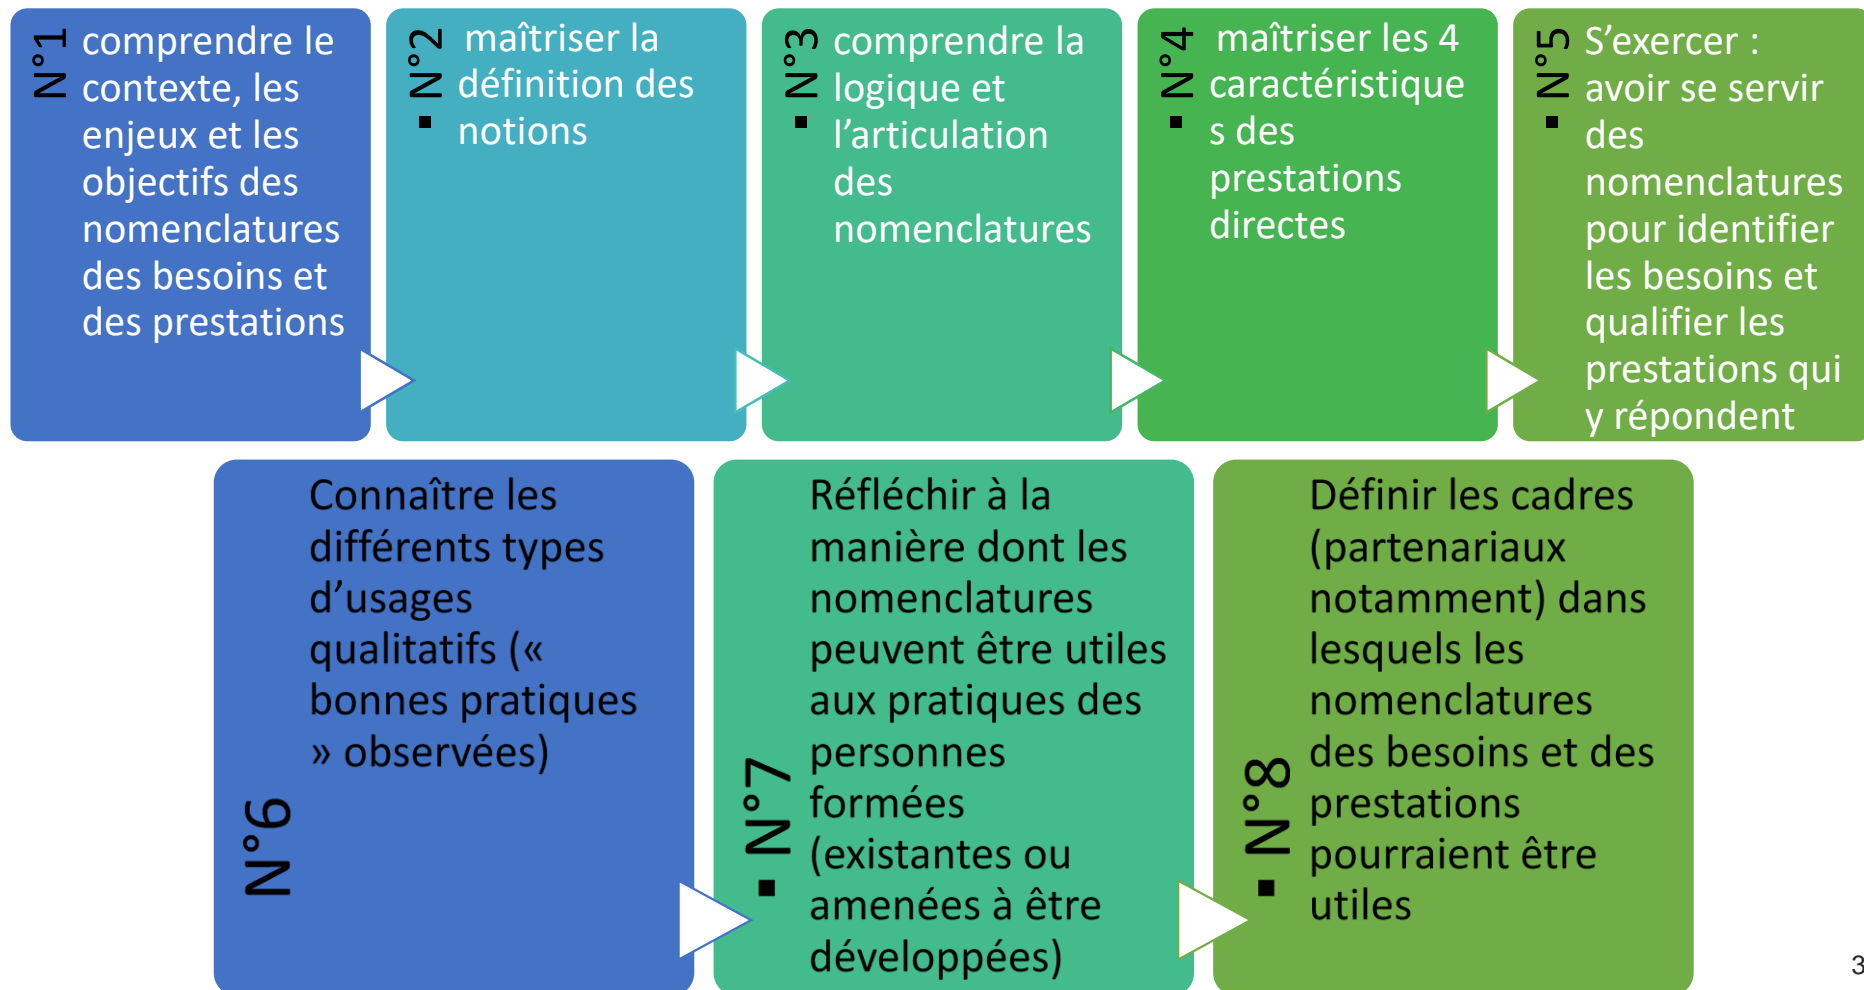 N°1
comprendre le
contexte, les
enjeux et les
objectifs des
nomenclatures
des besoins et
des prestations
▪ N°2
maîtriser la
définition des
notions
▪ N°3
comprendre la
logique et
l’articulation
des
nomenclatures
▪ N°4
maîtriser les 4
caractéristique
s des
prestations
directes
▪ N°5
S’exercer :
avoir se servir
des
nomenclatures
pour identifier
les besoins et
qualifier les
prestations qui
y répondent
N°6
Connaître les
différents types
d’usages
qualitatifs («
bonnes pratiques
» observées)
▪ N°7
Réfléchir à la
manière dont les
nomenclatures
peuvent être utiles
aux pratiques des
personnes
formées
(existantes ou
amenées à être
développées)
▪ N°8
Définir les cadres
(partenariaux
notamment) dans
lesquels les
nomenclatures
des besoins et des
prestations
pourraient être
utiles
3